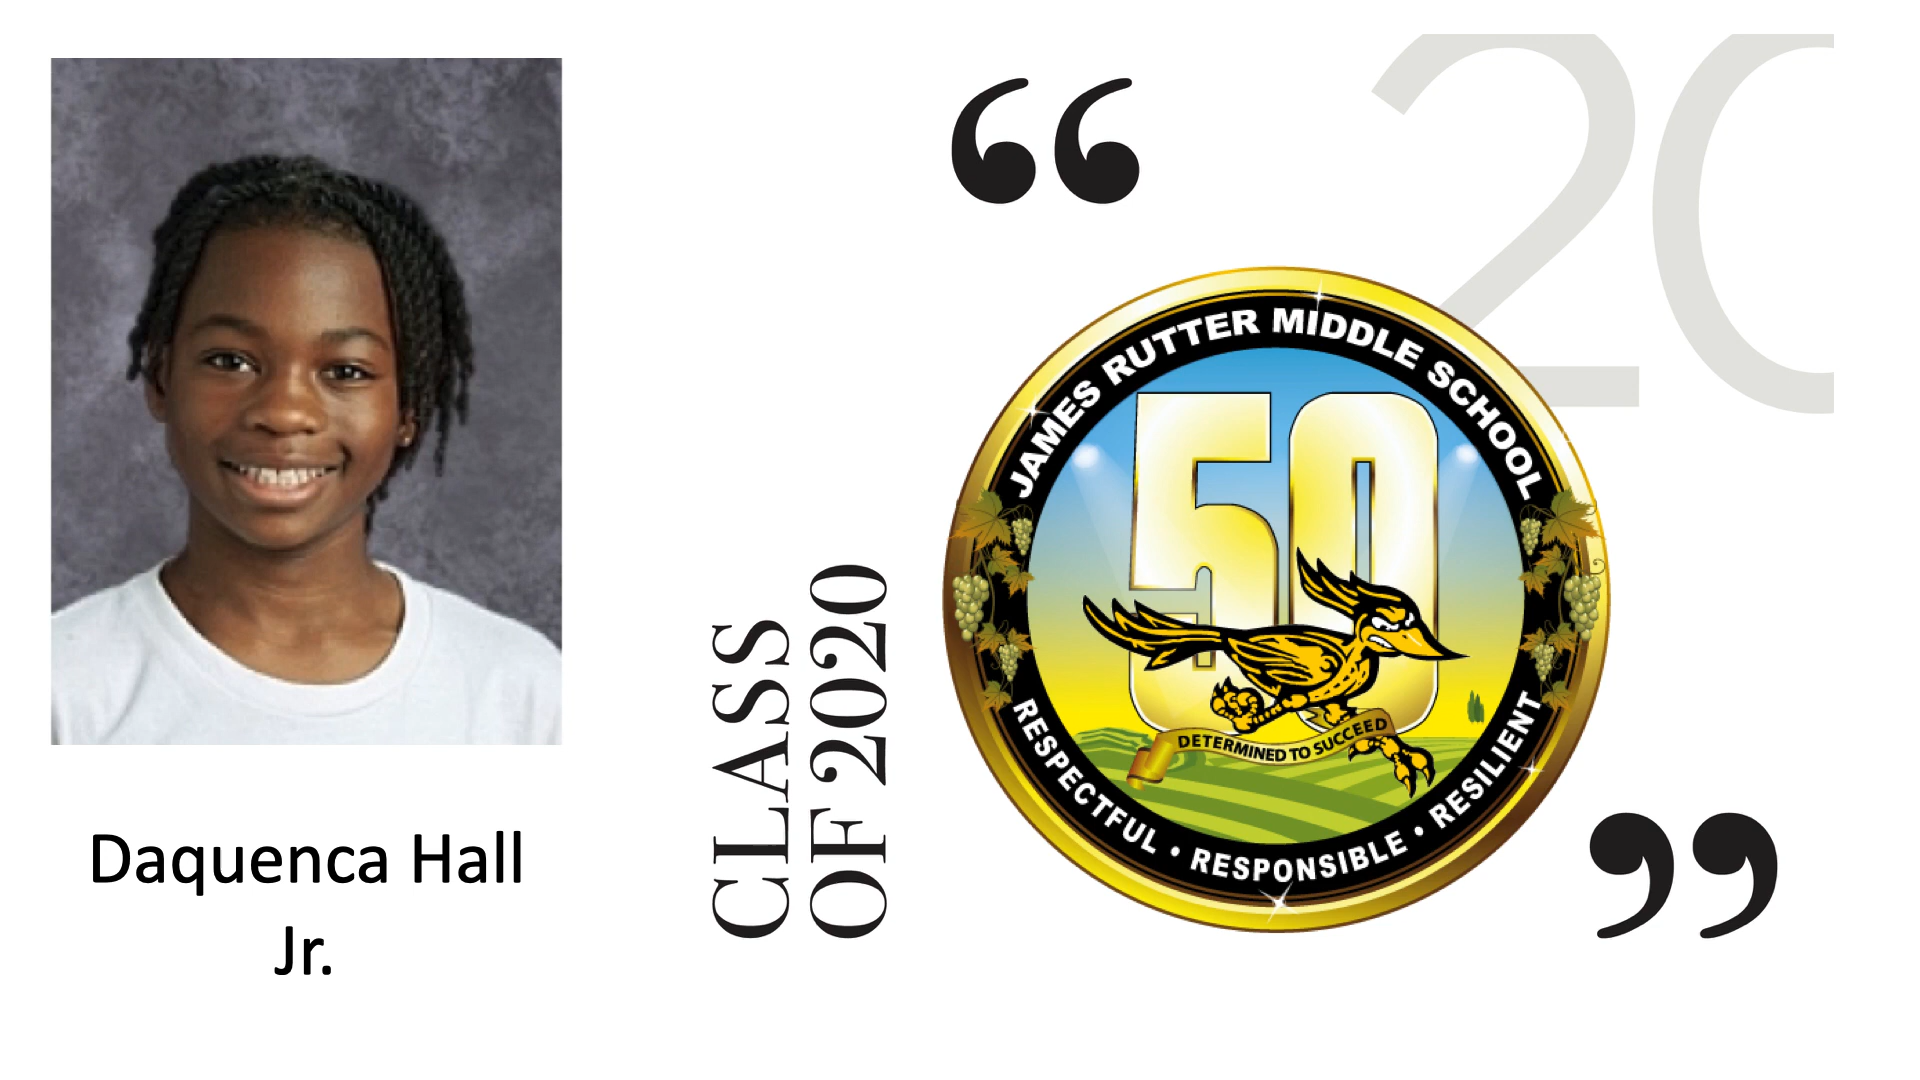 Daquenca Hall
Jr.
CLASS
OF 2020
“
20
JAMES RUTTER MIDDLE SCHOOL
50
DETERMINED TO SUCCEED
RESPECTFUL • RESPONSIBLE • RESILIENT
”